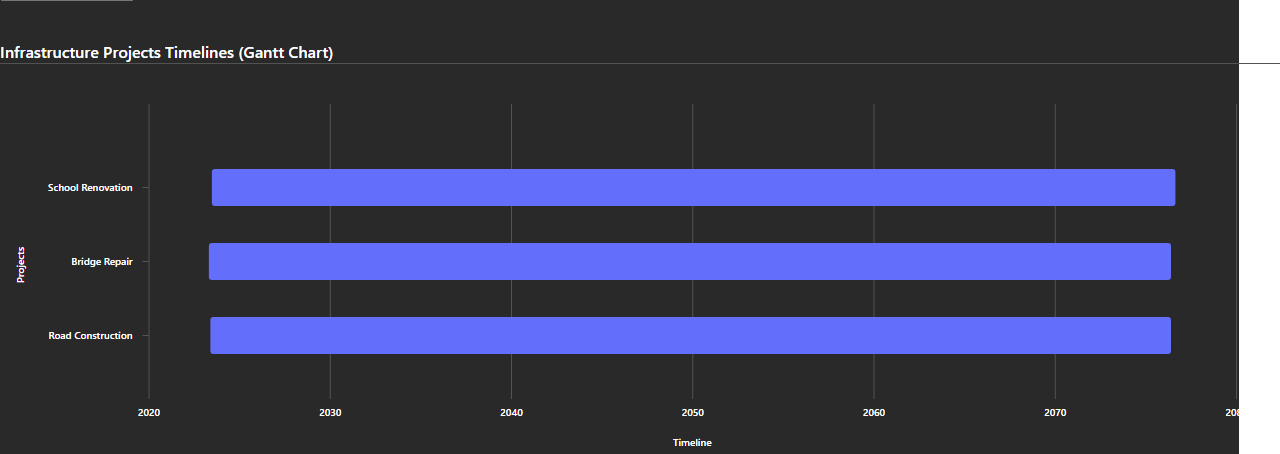 Infrastructure Projects Timelines (Gantt Chart)
School Renovation
Bridge Repair
Road Construction
Projects
2020 2030 2040 2050 2060 2070
Timeline